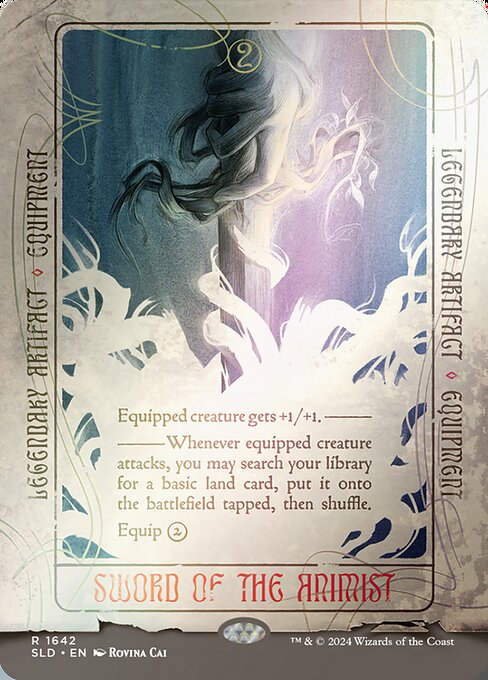 2
LEGENDARY ARTIFACT ⬥ EQUIPMENT
LEGENDARY ARTIFACT ⬥ EQUIPMENT
Equipped creature gets +1/+1.
Whenever equipped creature
attacks, you may search your library
for a basic land card, put it onto
the battlefield tapped, then shuffle.
Equip 2
SWORD OF THE ANIMIST
R 1642
SLD • EN Rovina Cai
™ & © 2024 Wizards of the Coast